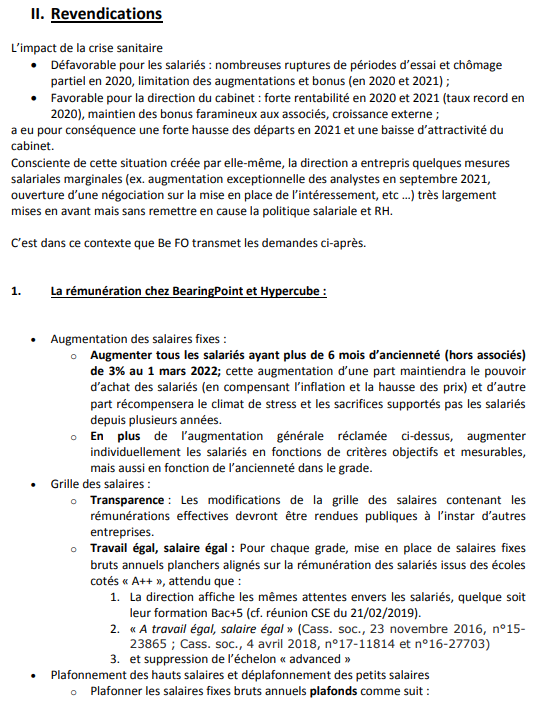 II. Revendications
L'impact de la crise sanitaire
• Défavorable pour les salariés : nombreuses ruptures de périodes d'essai et chômage
partiel en 2020, limitation des augmentations et bonus (en 2020 et 2021) ;
• Favorable pour la direction du cabinet : forte rentabilité en 2020 et 2021 (taux record en
2020), maintien des bonus faramineux aux associés, croissance externe ;
a eu pour conséquence une forte hausse des départs en 2021 et une baisse d'attractivité du
cabinet.
Consciente de cette situation créée par elle-même, la direction a entrepris quelques mesures
salariales marginales (ex. augmentation exceptionnelle des analystes en septembre 2021,
ouverture d'une négociation sur la mise en place de l'intéressement, etc ...) très largement
mises en avant mais sans remettre en cause la politique salariale et RH.
C'est dans ce contexte que Be FO transmet les demandes ci-après.
1. La rémunération chez BearingPoint et Hypercube :
• Augmentation des salaires fixes :
o Augmenter tous les salariés ayant plus de 6 mois d'ancienneté (hors associés)
de 3% au 1 mars 2022; cette augmentation d'une part maintiendra le pouvoir
d'achat des salariés (en compensant l'inflation et la hausse des prix) et d'autre
part récompensera le climat de stress et les sacrifices supportés pas les salariés
depuis plusieurs années.
o En plus de l'augmentation générale réclamée ci-dessus, augmenter
individuellement les salariés en fonctions de critères objectifs et mesurables,
mais aussi en fonction de l'ancienneté dans le grade.
• Grille des salaires :
o Transparence : Les modifications de la grille des salaires contenant les
rémunérations effectives devront être rendues publiques à l'instar d'autres
entreprises.
o Travail égal, salaire égal : Pour chaque grade, mise en place de salaires fixes
bruts annuels planchers alignés sur la rémunération des salariés issus des écoles
cotés « A++ », attendu que :
1. La direction affiche les mêmes attentes envers les salariés, quelque soit
leur formation Bac+5 (cf. réunion CSE du 21/02/2019).
2. « A travail égal, salaire égal » (Cass. soc., 23 novembre 2016, n°15-
23865 ; Cass. soc., 4 avril 2018, n°17-11814 et n°16-27703)
3. et suppression de l'échelon « advanced »
• Plafonnement des hauts salaires et déplafonnement des petits salaires
o Plafonner les salaires fixes bruts annuels plafonds comme suit :